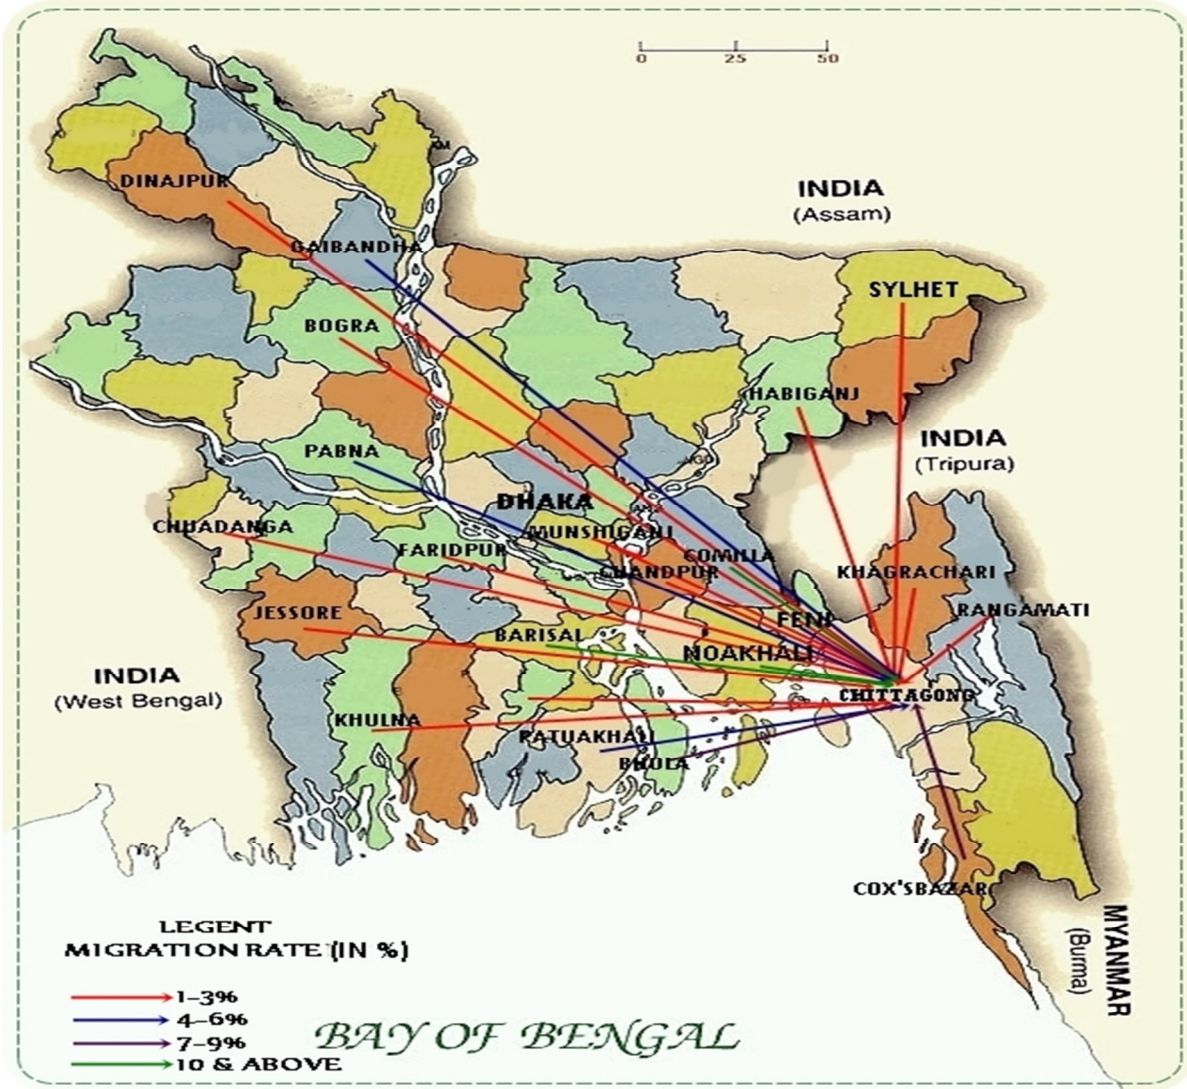 0 25 50
DINAJPUR
INDIA
(Assam)
GAIBANDHA
SYLHET
BOGRA
HABIGANJ
INDIA
(Tripura)
PABNA
DHAKA
CHUADANGA
MUNSHIGANJ
FARIDPUR
COMILLA
CHANDPUR
KHAGRACHARI
JESSORE
RANGAMATI
FENI
BARISAL
NOAKHALI
INDIA
(West Bengal)
CHITTAGONG
KHULNA
PATUAKHALI
BHOLA
COX'SBAZAR
MYANMAR
(Burma)
LEGENT
MIGRATION RATE (IN %)
1-3%
4-6%
7-9%
10 & ABOVE
BAY OF BENGAL